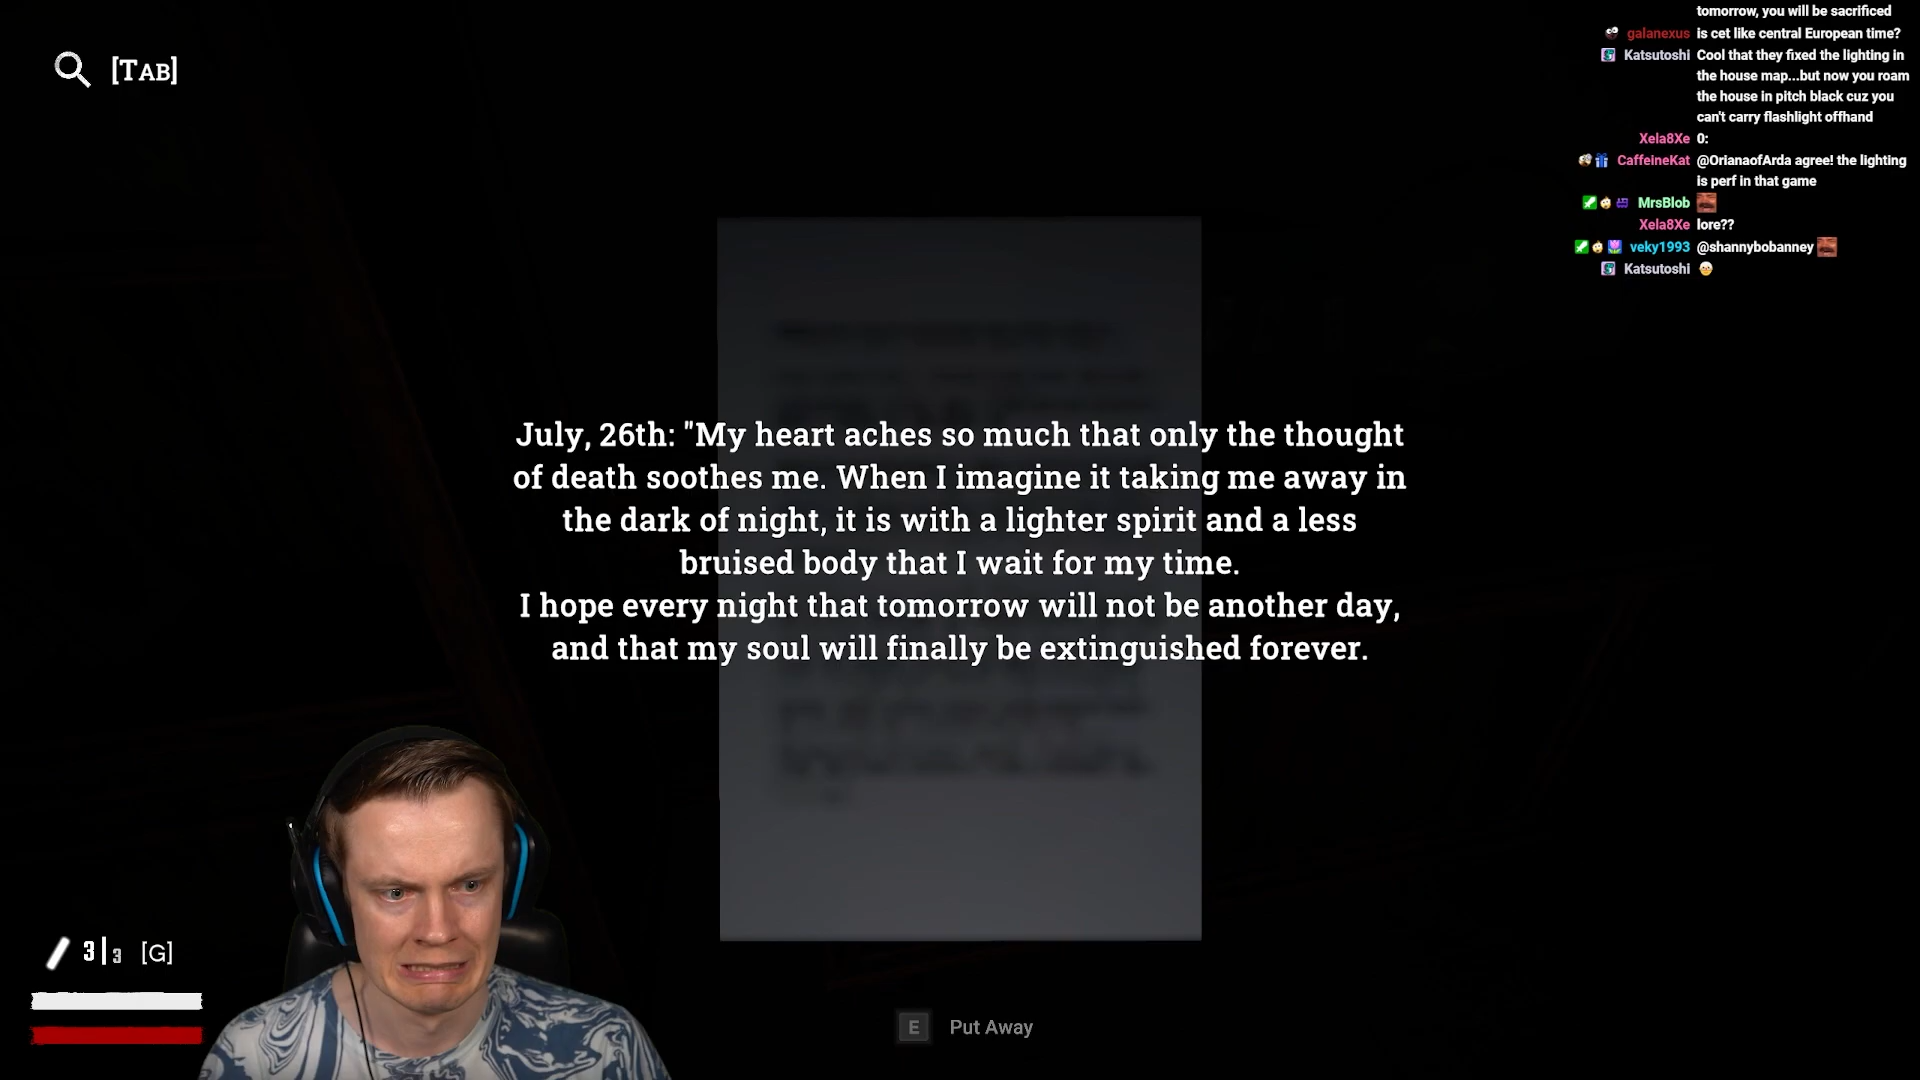 [TAB]
tomorrow, you will be sacrificed
galanexus is cet like central European time?
Katsutoshi Cool that they fixed the lighting in
the house map...but now you roam
the house in pitch black cuz you
can't carry flashlight offhand
Xela8Xe 0:
CaffeineKat @OrianaofArda agree! the lighting
is perf in that game
MrsBlob
Xela8Xe lore??
veky1993 @shannybobanney
Katsutoshi
July, 26th: "My heart aches so much that only the thought
of death soothes me. When I imagine it taking me away in
the dark of night, it is with a lighter spirit and a less
bruised body that I wait for my time.
I hope every night that tomorrow will not be another day,
and that my soul will finally be extinguished forever.
3|3 [G]
E Put Away